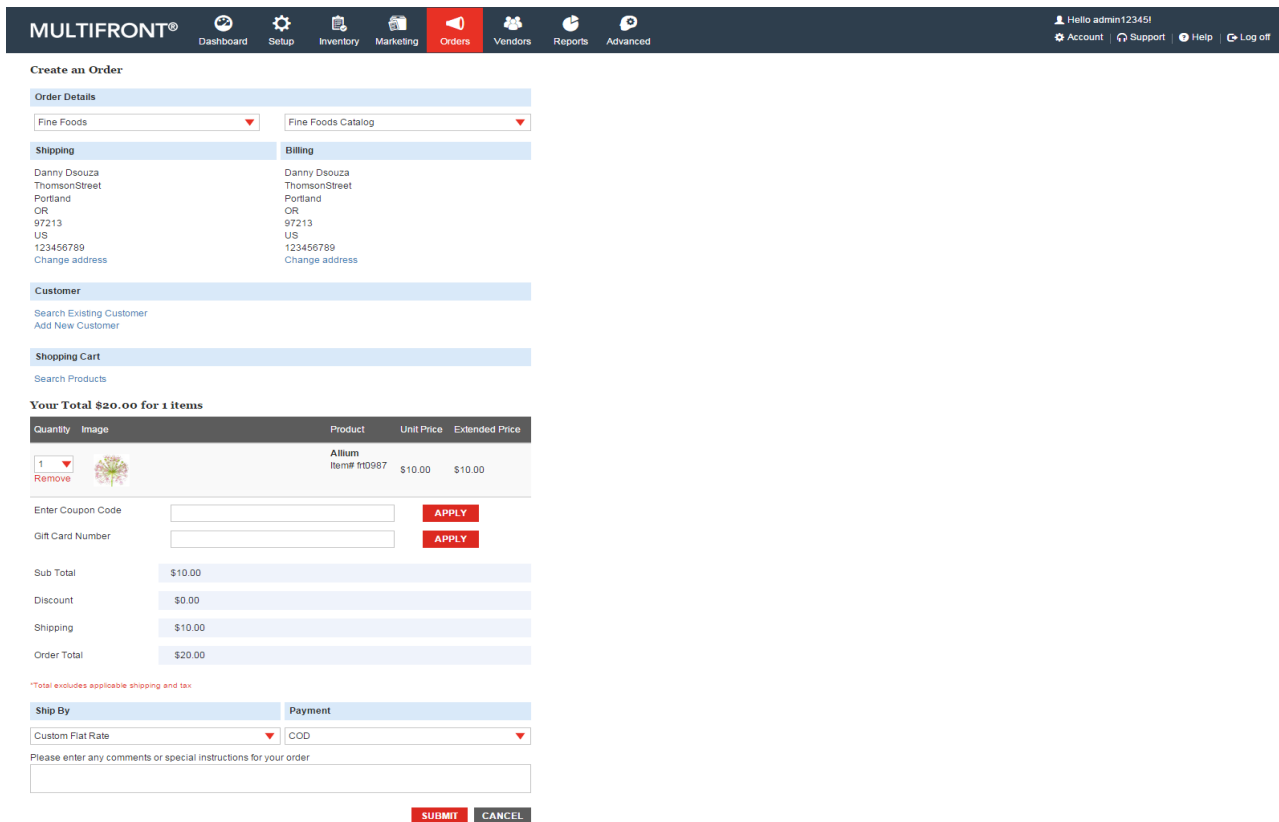 MULTIFRONT®
Dashboard Setup Inventory Marketing Orders Vendors Reports Advanced
Hello admin12345!
Account | Support | Help | Log off
Create an Order
Order Details
Fine Foods Fine Foods Catalog
Shipping Billing
Danny Dsouza Danny Dsouza
ThomsonStreet ThomsonStreet
Portland Portland
OR OR
97213 97213
US US
123456789 123456789
Change address Change address
Customer
Search Existing Customer
Add New Customer
Shopping Cart
Search Products
Your Total $20.00 for 1 items
Quantity Image Product Unit Price Extended Price
1 Allium
Remove Item# frt0987 $10.00 $10.00
Enter Coupon Code APPLY
Gift Card Number APPLY
Sub Total $10.00
Discount $0.00
Shipping $10.00
Order Total $20.00
*Total excludes applicable shipping and tax
Ship By Payment
Custom Flat Rate COD
Please enter any comments or special instructions for your order
SUBMIT CANCEL